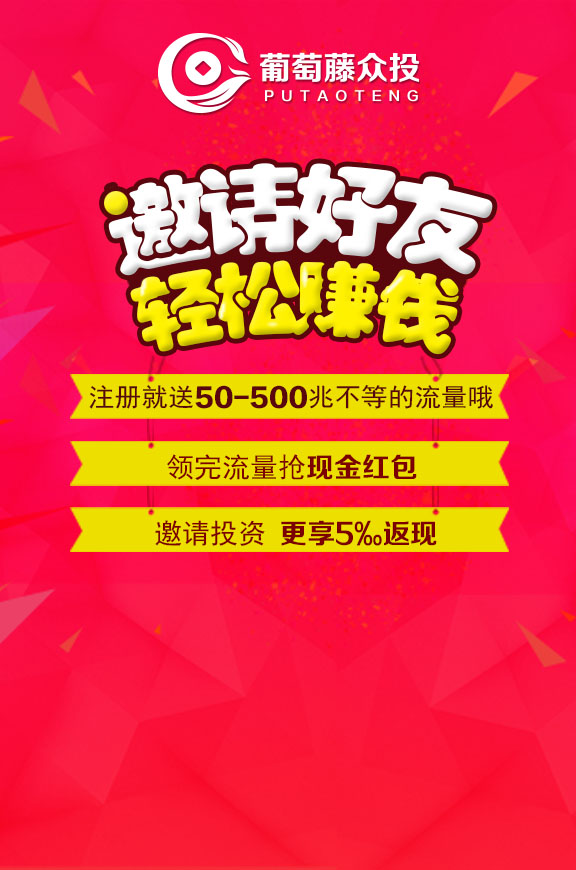 葡萄藤众投
PUTAOTENG
邀请好友
轻松赚钱
注册就送50-500兆不等的流量哦
领完流量抢现金红包
邀请投资 更享5‰返现